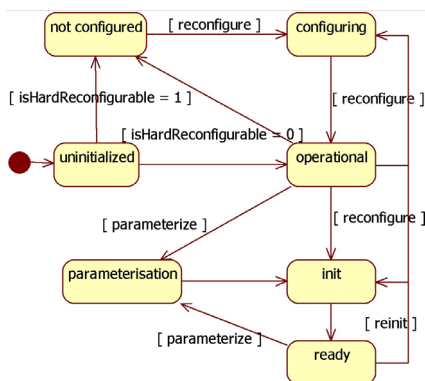 not configured
[ reconfigure ]
configuring
[ isHardReconfigurable = 1 ]
[ reconfigure ]
[ isHardReconfigurable = 0 ]
uninitialized
operational
[ parameterize ]
[ reconfigure ]
parameterisation
init
[ reinit ]
[ parameterize ]
ready